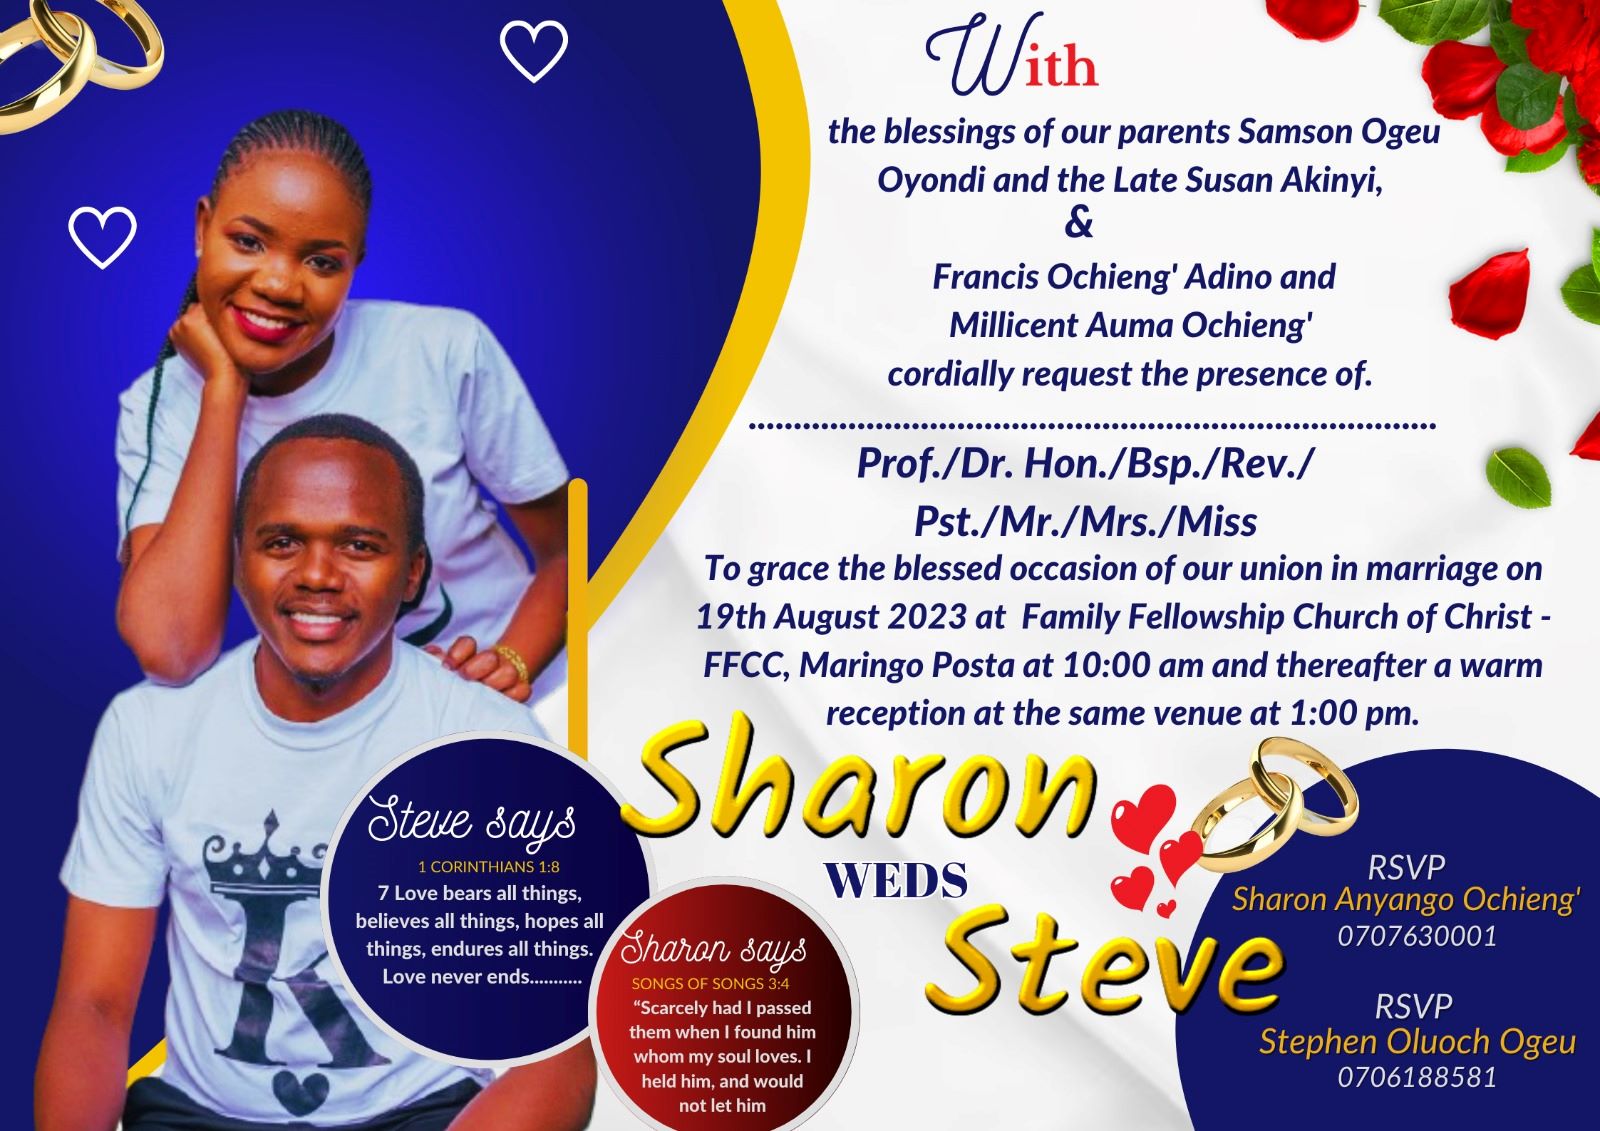 With
the blessings of our parents Samson Ogeu
Oyondi and the Late Susan Akinyi,
&
Francis Ochieng' Adino and
Millicent Auma Ochieng'
cordially request the presence of.
...........................................................................
Prof./Dr. Hon./Bsp./Rev./
Pst./Mr./Mrs./Miss
To grace the blessed occasion of our union in marriage on
19th August 2023 at Family Fellowship Church of Christ -
FFCC, Maringo Posta at 10:00 am and thereafter a warm
reception at the same venue at 1:00 pm.
Sharon
WEDS
Steve
Steve says
1 CORINTHIANS 1:8
7 Love bears all things,
believes all things, hopes all
things, endures all things.
Love never ends...........
Sharon says
SONGS OF SONGS 3:4
“Scarcely had I passed
them when I found him
whom my soul loves. I
held him, and would
not let him
RSVP
Sharon Anyango Ochieng'
0707630001
RSVP
Stephen Oluoch Ogeu
0706188581
K